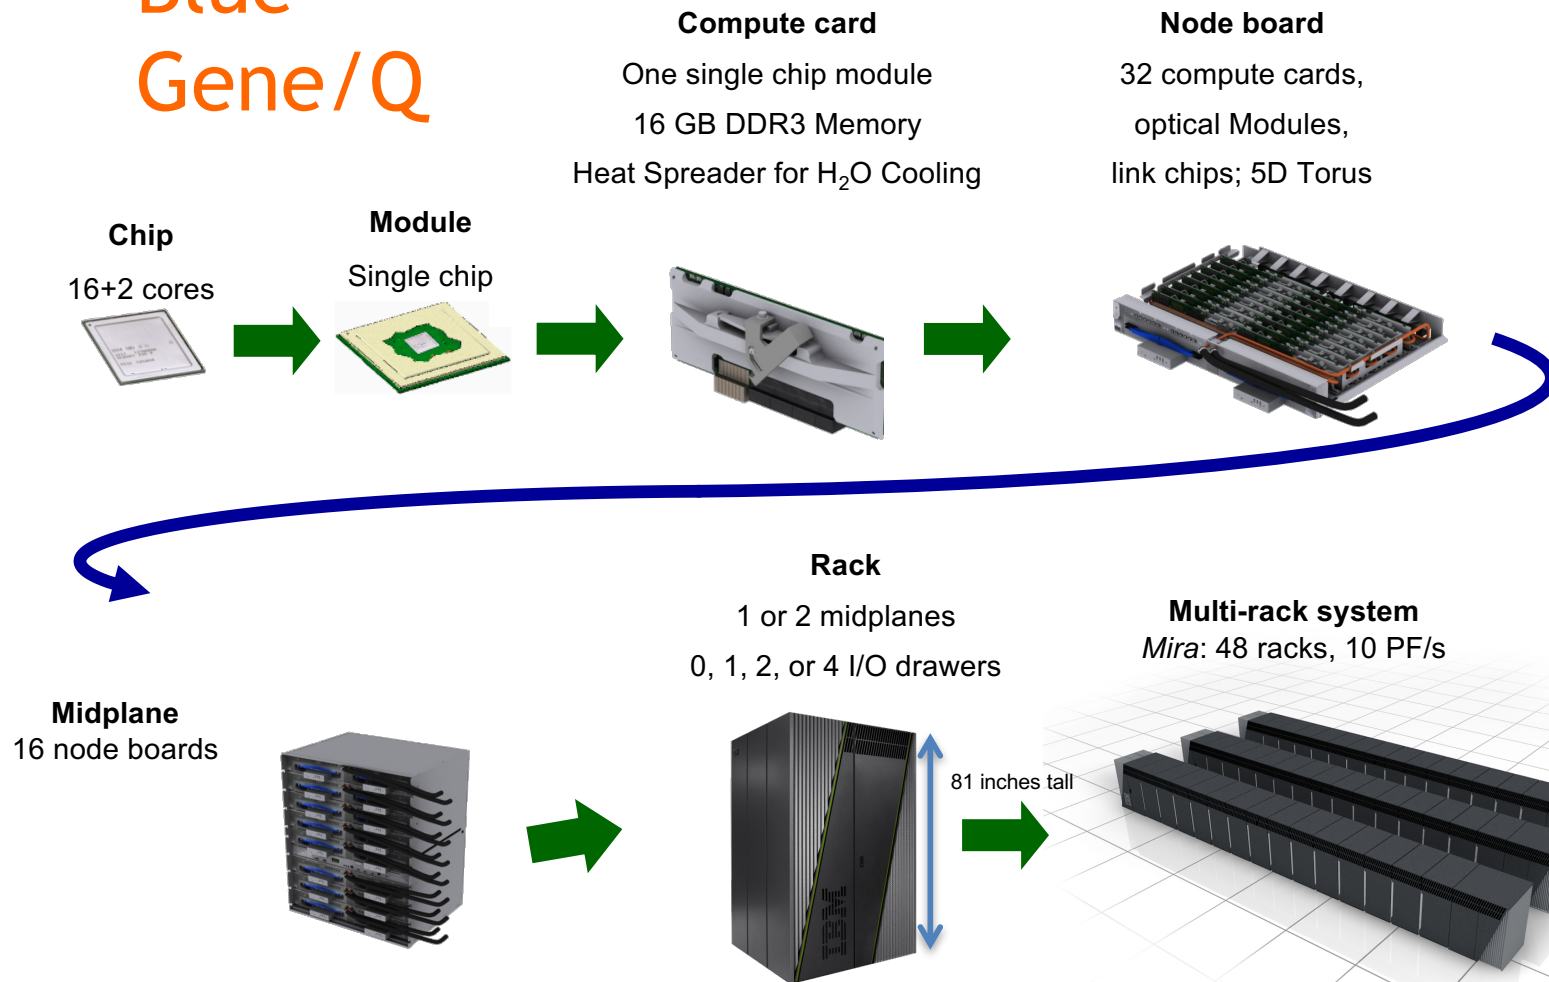 Blue
Gene/Q
Compute card
One single chip module
16 GB DDR3 Memory
Heat Spreader for H₂O Cooling
Node board
32 compute cards,
optical Modules,
link chips; 5D Torus
Chip
16+2 cores
Module
Single chip
Midplane
16 node boards
Rack
1 or 2 midplanes
0, 1, 2, or 4 I/O drawers
81 inches tall
IBM
Multi-rack system
Mira: 48 racks, 10 PF/s